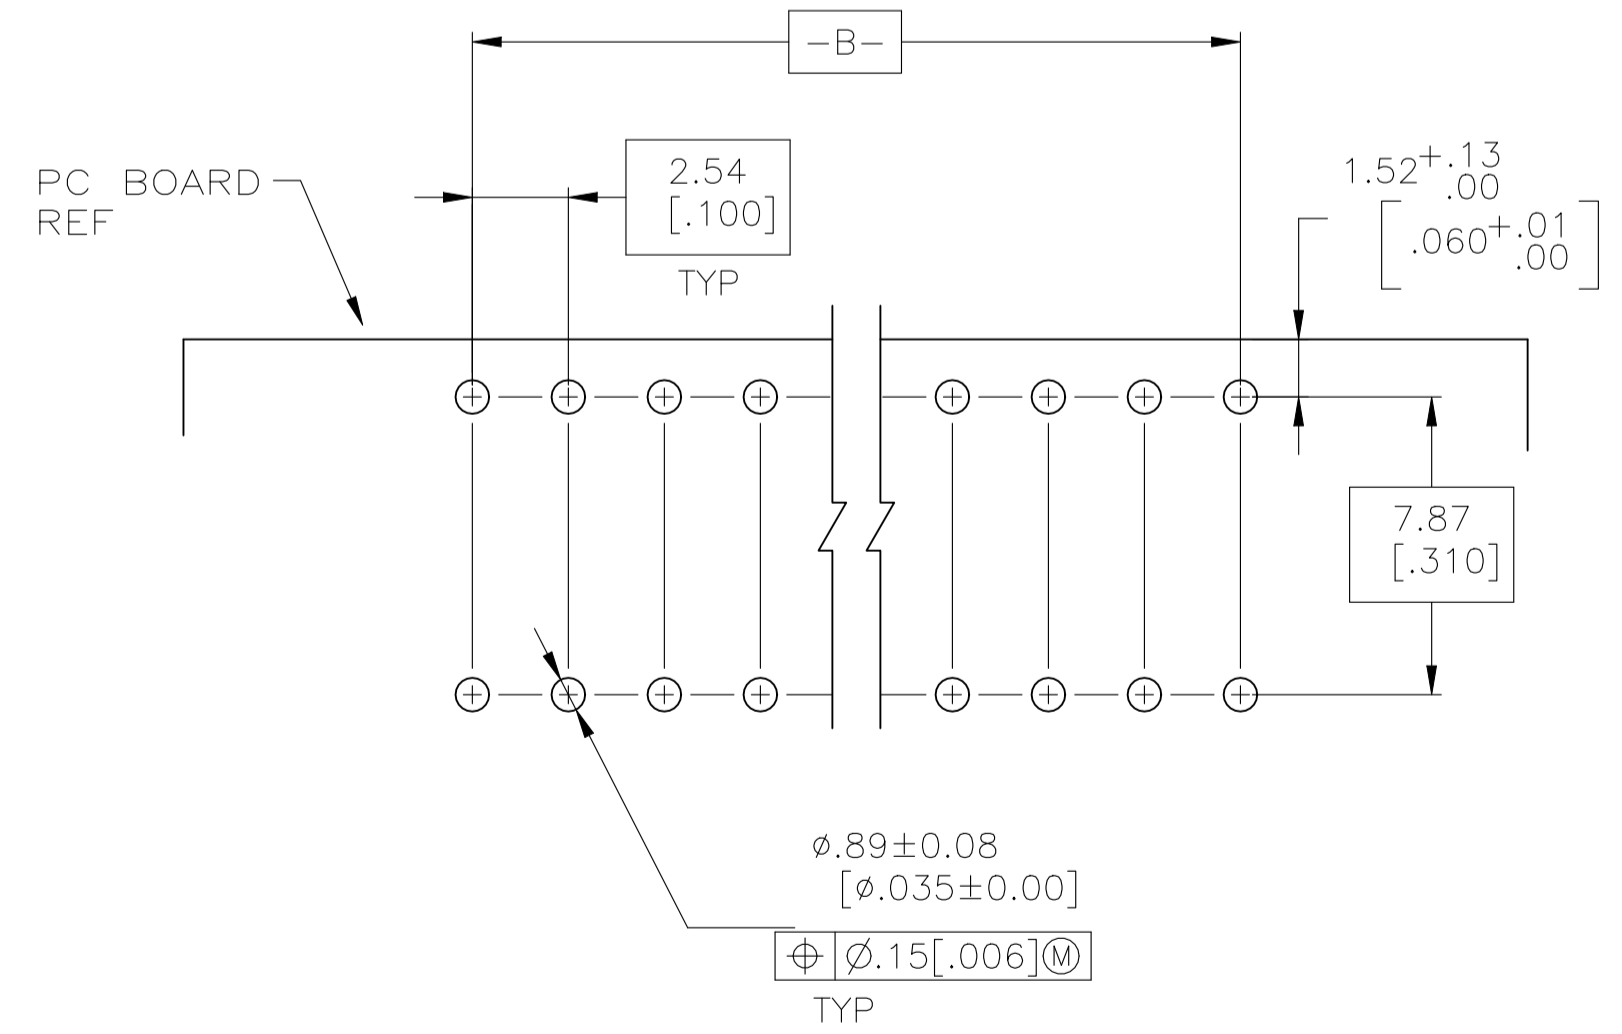 -B-
PC BOARD
REF
2.54
[.100]
TYP
1.52+.13
.00
[.060+.01
.00]
7.87
[.310]
⌀.89±0.08
[⌀.035±0.00]
⌖ ⌀.15[.006]Ⓜ
TYP